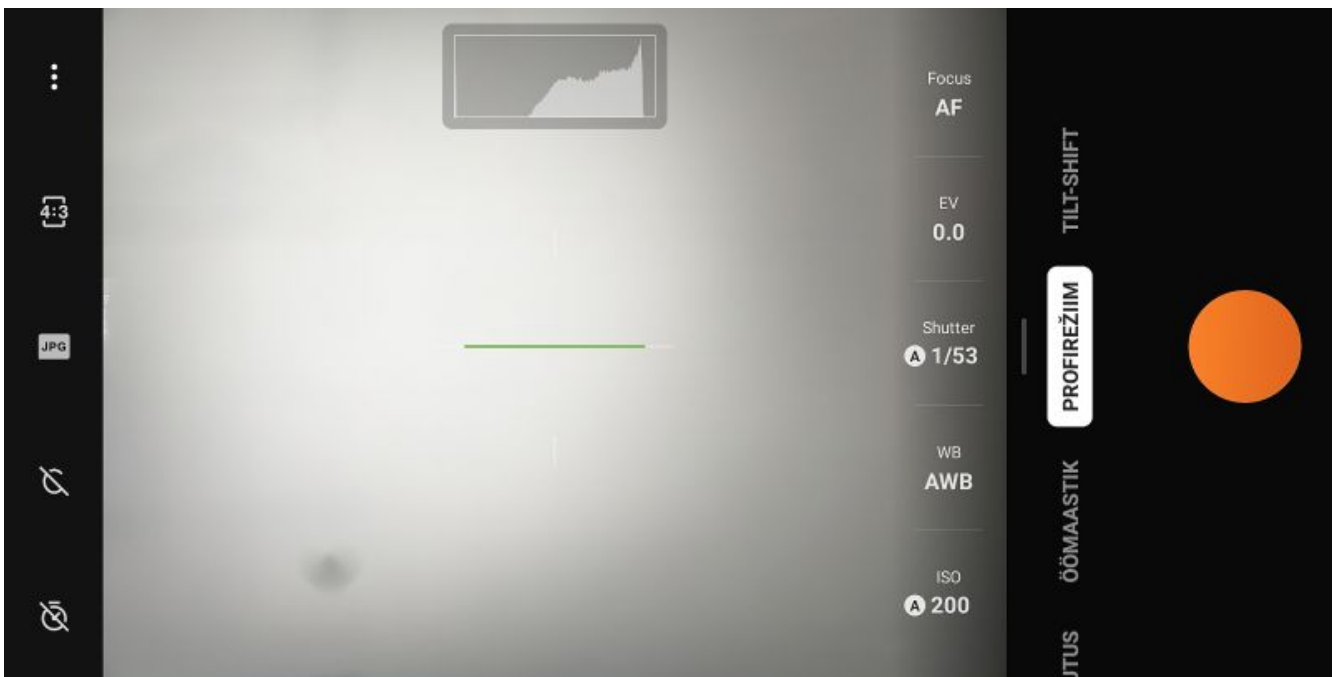 4:3
JPG
Focus
AF
EV
0.0
Shutter
A 1/53
WB
AWB
ISO
A 200
TILT-SHIFT
PROFIREŽIIM
ÖÖMAASTIK
UTUS